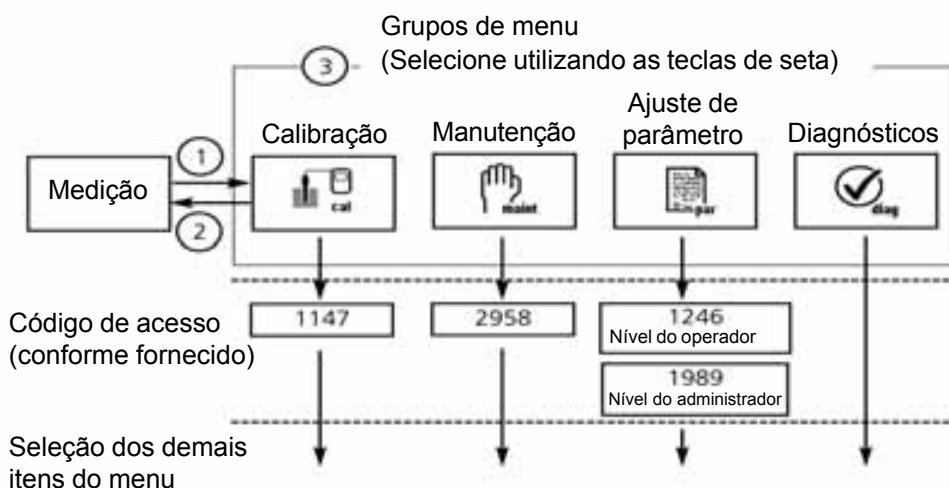 Grupos de menu
(Selecione utilizando as teclas de seta)
3
Calibração
Manutenção
Ajuste de
parâmetro
Diagnósticos
Medição
1
2
cal
maint
par
diag
Código de acesso
(conforme fornecido)
1147
2958
1246
Nível do operador
1989
Nível do administrador
Seleção dos demais
itens do menu